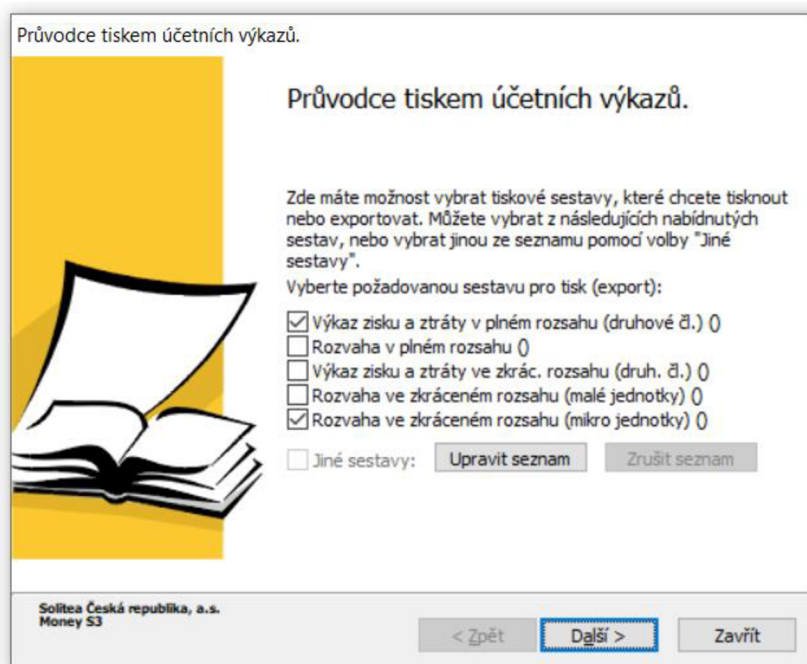 Průvodce tiskem účetních výkazů.
Průvodce tiskem účetních výkazů.
Zde máte možnost vybrat tiskové sestavy, které chcete tisknout
nebo exportovat. Můžete vybrat z následujících nabídnutých
sestav, nebo vybrat jinou ze seznamu pomocí volby "Jiné
sestavy".
Vyberte požadovanou sestavu pro tisk (export):
Výkaz zisku a ztráty v plném rozsahu (druhové čl.) ()
Rozvaha v plném rozsahu ()
Výkaz zisku a ztráty ve zkrác. rozsahu (druh. čl.) ()
Rozvaha ve zkráceném rozsahu (malé jednotky) ()
Rozvaha ve zkráceném rozsahu (mikro jednotky) ()
Jiné sestavy: Upravit seznam Zrušit seznam
Solitea Česká republika, a.s.
Money S3
< Zpět Další > Zavřít